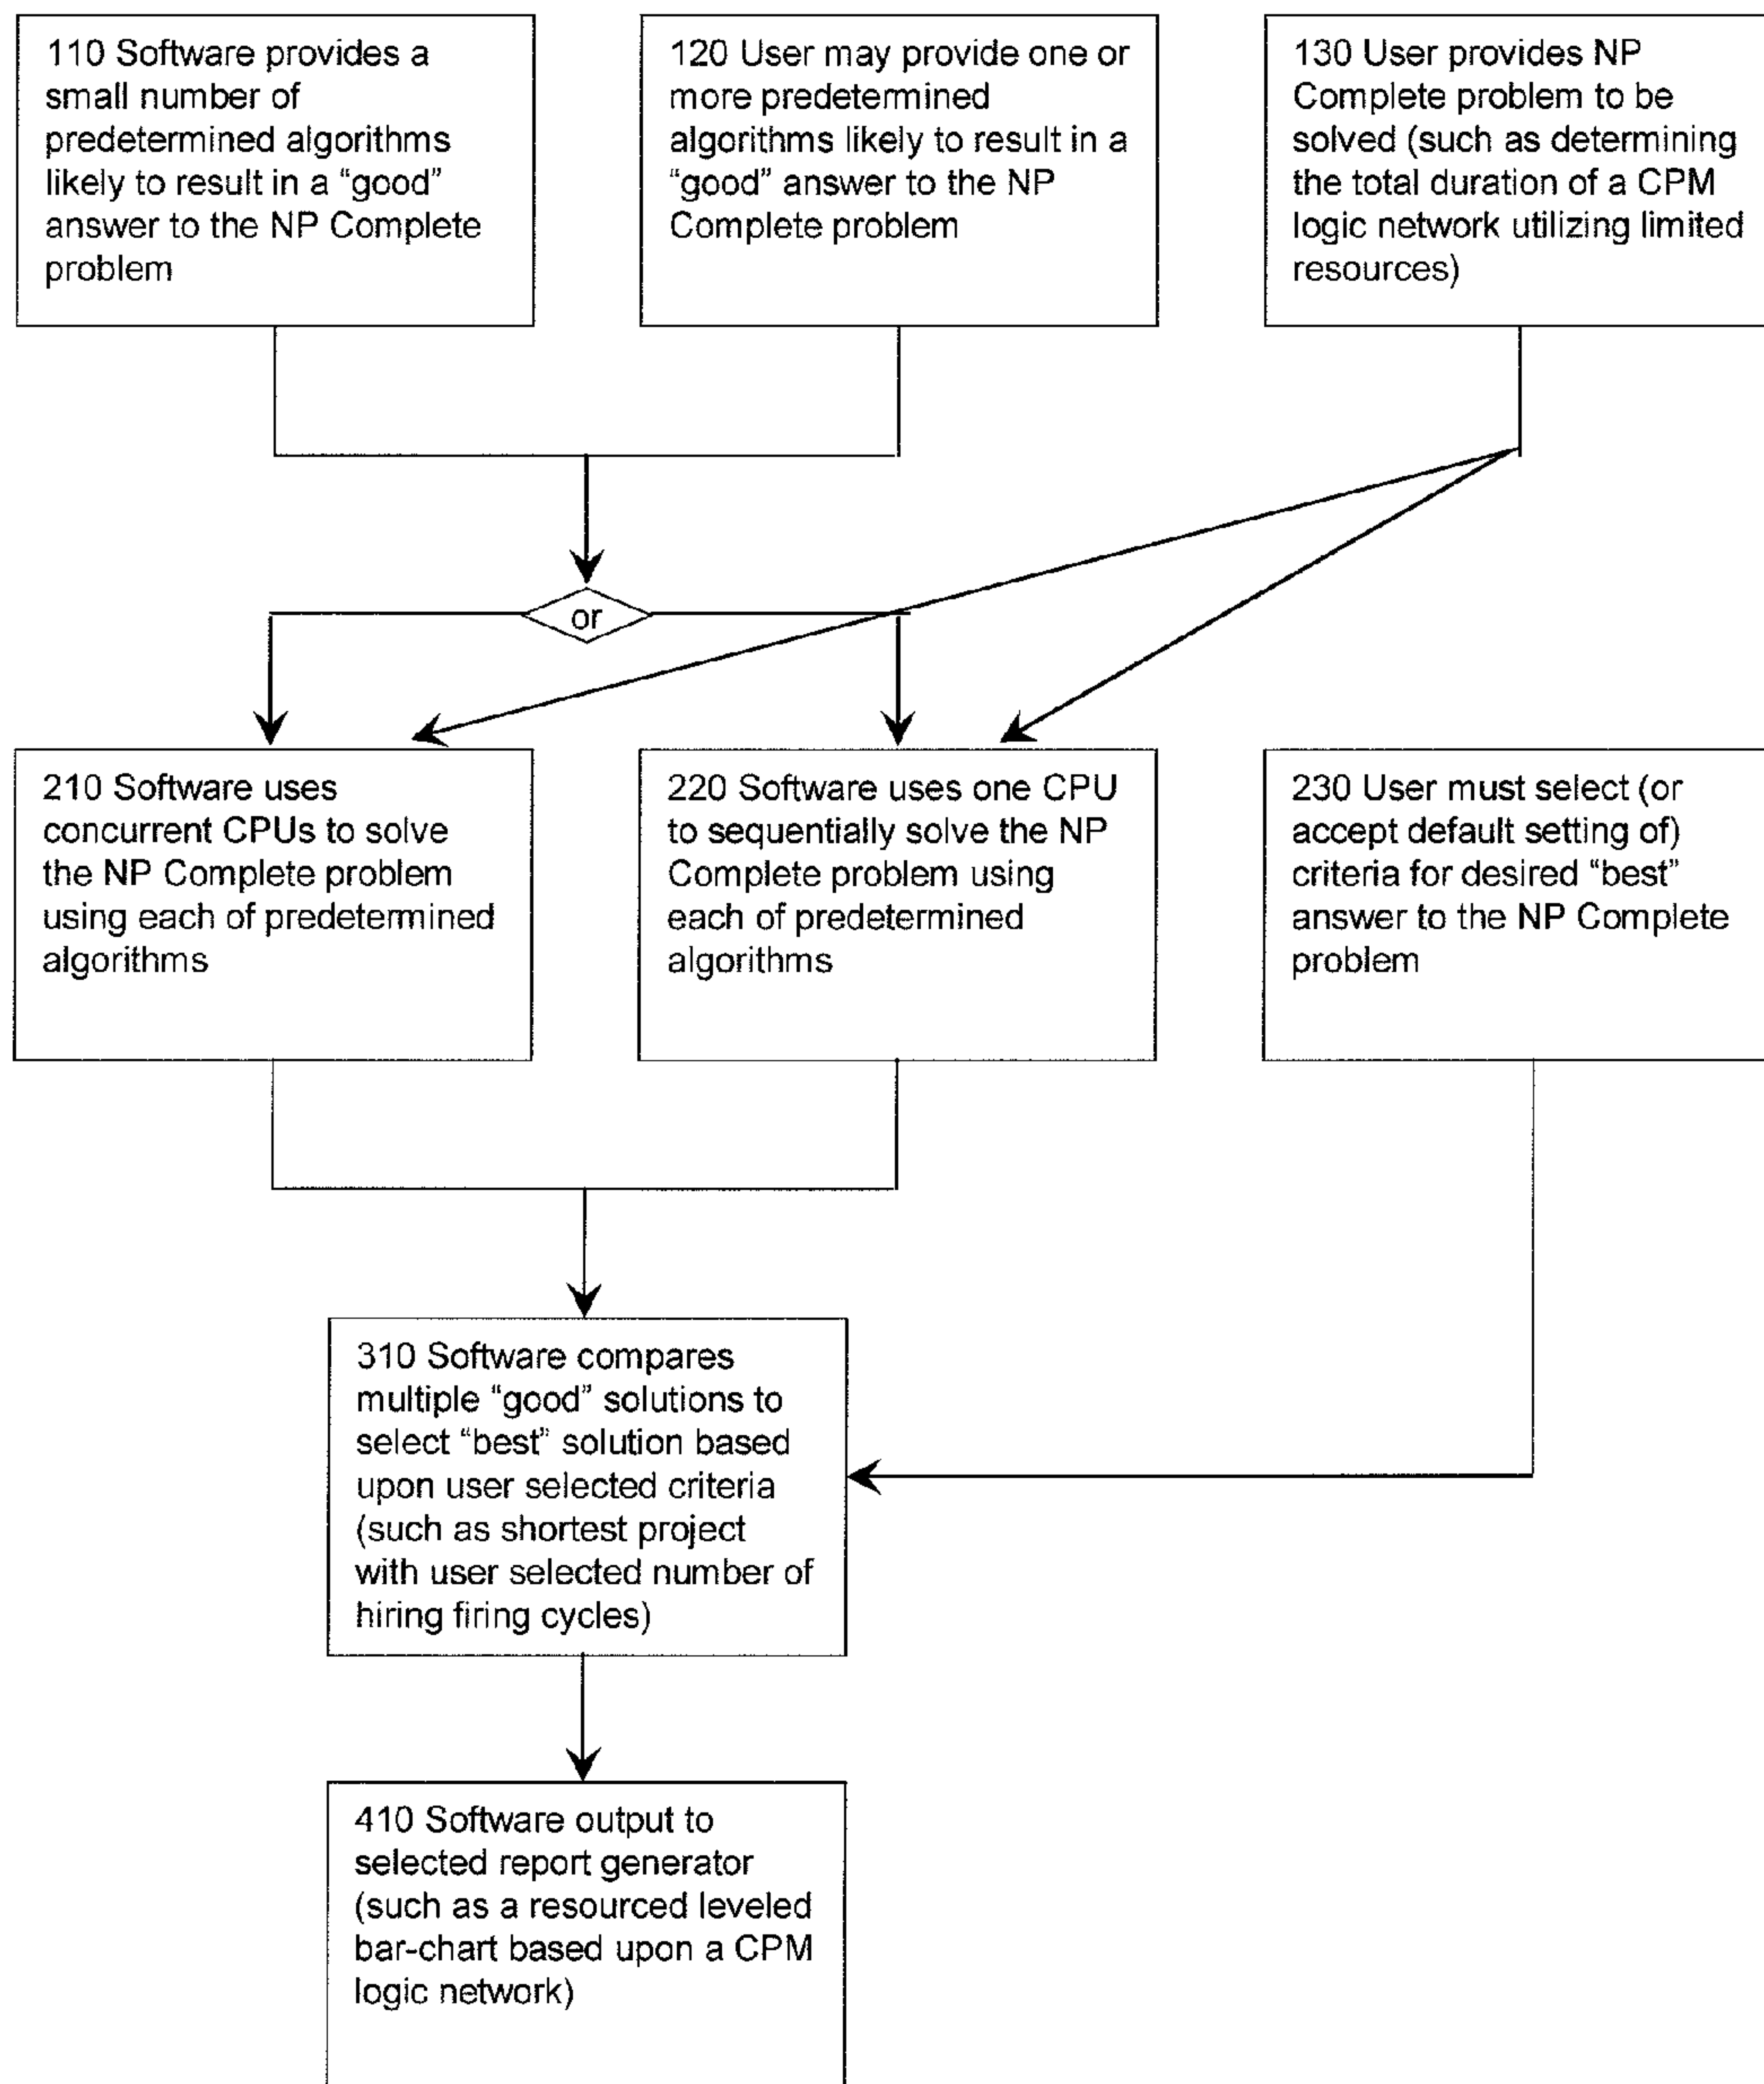 110 Software provides a
small number of
predetermined algorithms
likely to result in a “good”
answer to the NP Complete
problem
120 User may provide one or
more predetermined
algorithms likely to result in a
“good” answer to the NP
Complete problem
130 User provides NP
Complete problem to be
solved (such as determining
the total duration of a CPM
logic network utilizing limited
resources)
or
210 Software uses
concurrent CPUs to solve
the NP Complete problem
using each of predetermined
algorithms
220 Software uses one CPU
to sequentially solve the NP
Complete problem using
each of predetermined
algorithms
230 User must select (or
accept default setting of)
criteria for desired “best”
answer to the NP Complete
problem
310 Software compares
multiple “good” solutions to
select “best” solution based
upon user selected criteria
(such as shortest project
with user selected number of
hiring firing cycles)
410 Software output to
selected report generator
(such as a resourced leveled
bar-chart based upon a CPM
logic network)